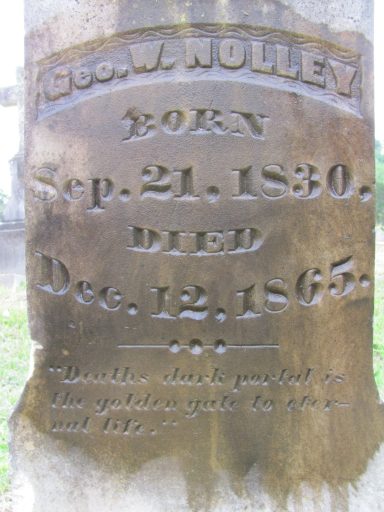 Geo. W. NOLLEY
BORN
Sep. 21, 1830,
DIED
Dec. 12, 1865.
"Deaths dark portal is
the golden gate to eter-
nal life."